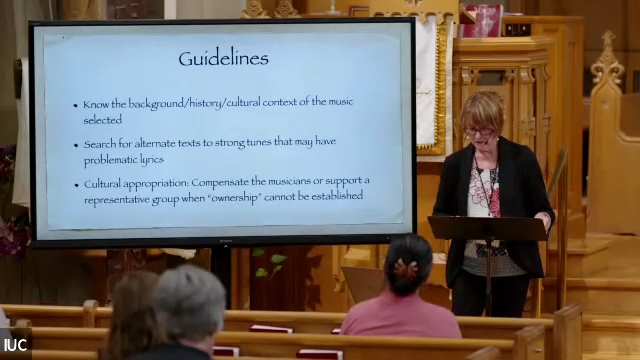 Guidelines
• Know the background/history/cultural context of the music
selected
• Search for alternate texts to strong tunes that may have
problematic lyrics
• Cultural appropriation: Compensate the musicians or support a
representative group when "ownership" cannot be established
IUC